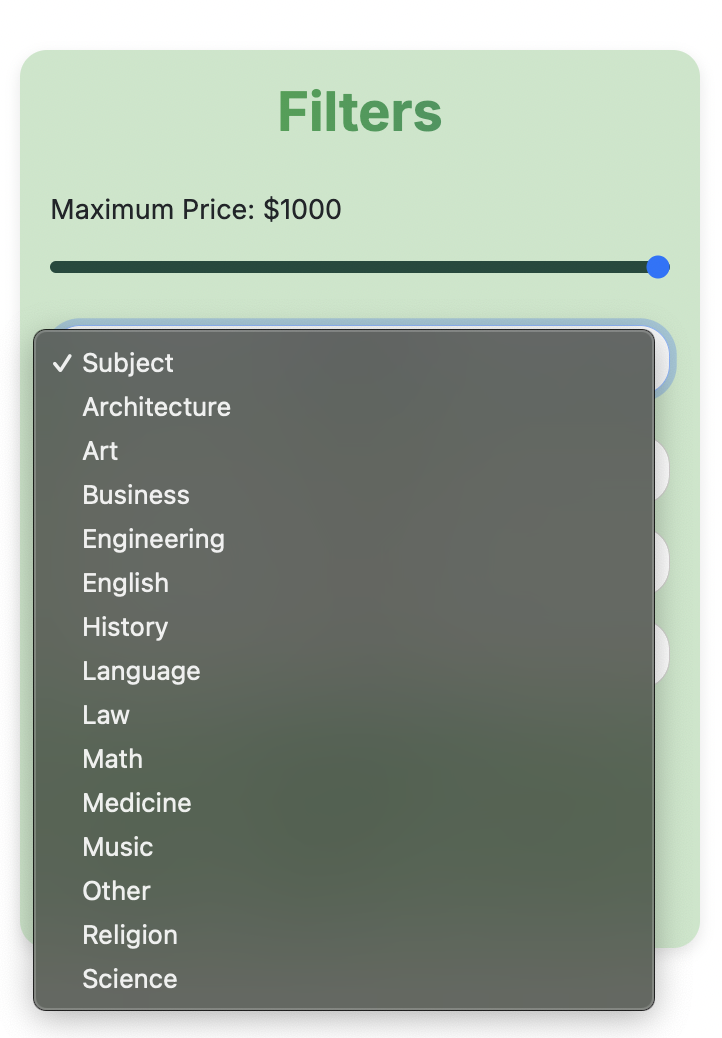 Filters
Maximum Price: $1000
✓ Subject
Architecture
Art
Business
Engineering
English
History
Language
Law
Math
Medicine
Music
Other
Religion
Science